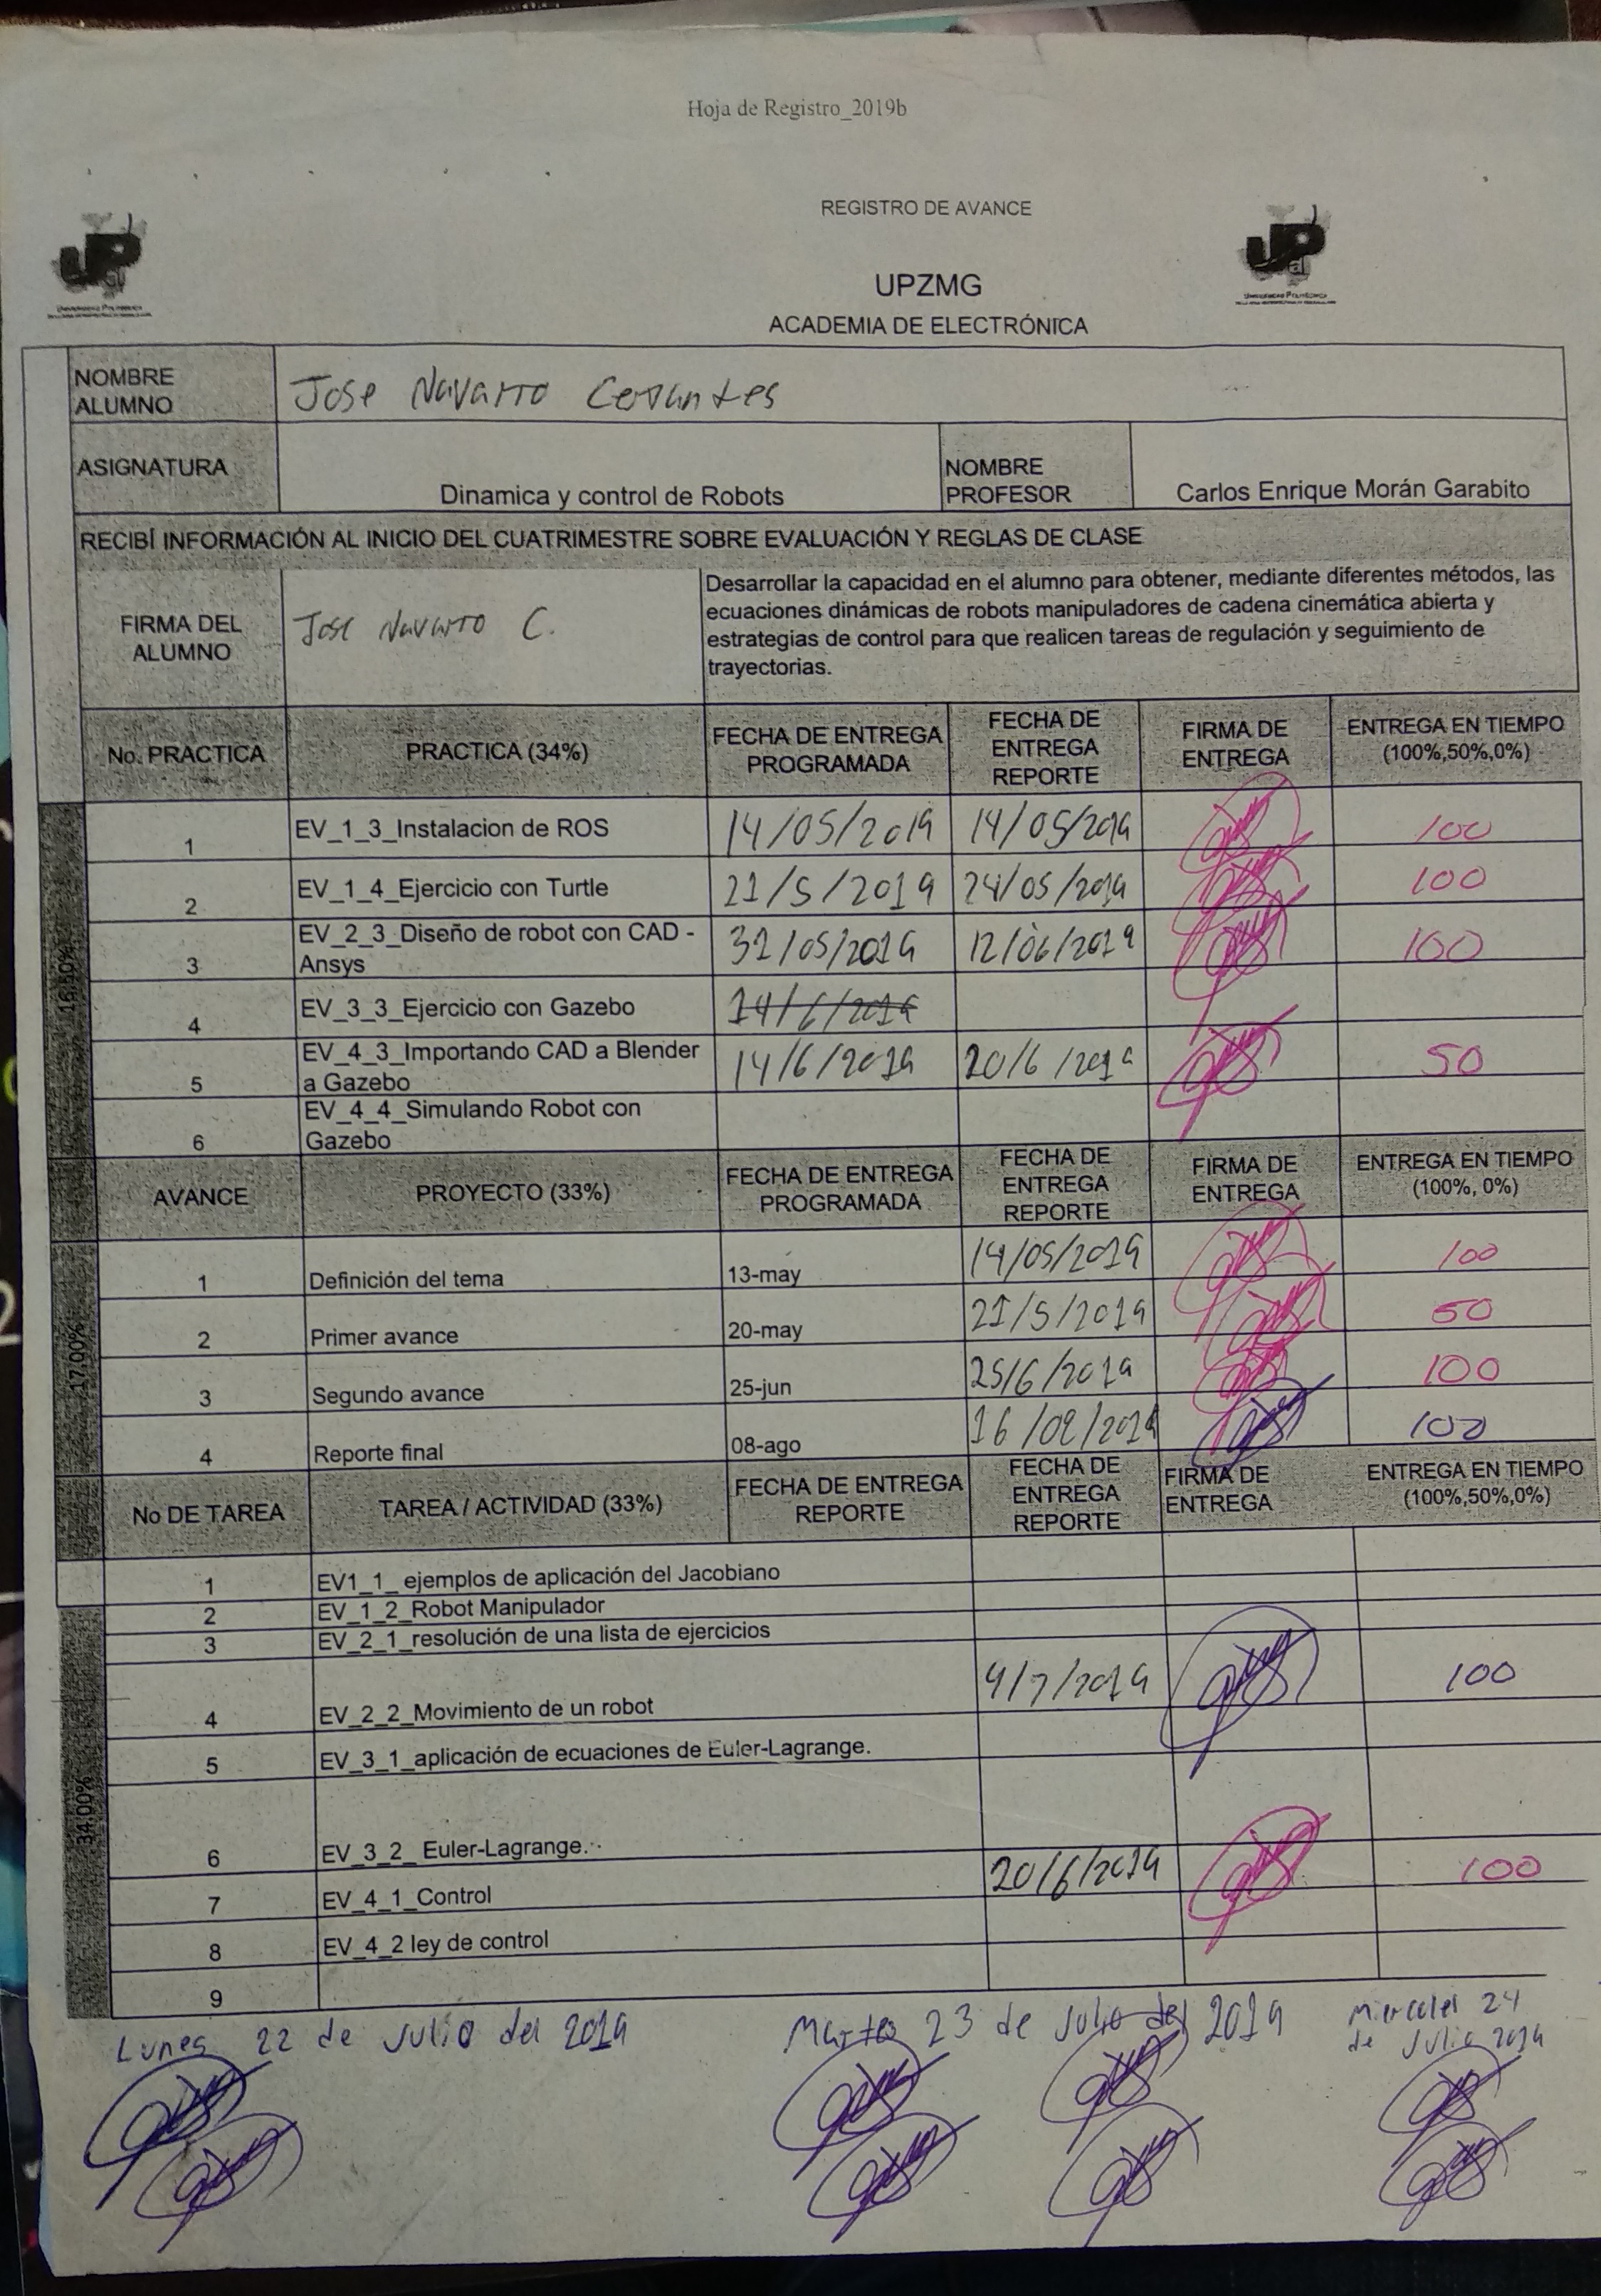 Hoja de Registro_2019b
REGISTRO DE AVANCE
UPZMG
ACADEMIA DE ELECTRÓNICA
NOMBRE ALUMNO Jose Navarro Cervantes
ASIGNATURA Dinamica y control de Robots NOMBRE PROFESOR Carlos Enrique Morán Garabito
RECIBÍ INFORMACIÓN AL INICIO DEL CUATRIMESTRE SOBRE EVALUACIÓN Y REGLAS DE CLASE
FIRMA DEL ALUMNO Jose Navarro C.
Desarrollar la capacidad en el alumno para obtener, mediante diferentes métodos, las
ecuaciones dinámicas de robots manipuladores de cadena cinemática abierta y
estrategias de control para que realicen tareas de regulación y seguimiento de
trayectorias.
No. PRACTICA PRACTICA (34%) FECHA DE ENTREGA PROGRAMADA FECHA DE ENTREGA REPORTE FIRMA DE ENTREGA ENTREGA EN TIEMPO (100%,50%,0%)
16.50%
1 EV_1_3_Instalacion de ROS 14/05/2019 14/05/2019 100
2 EV_1_4_Ejercicio con Turtle 21/5/2019 24/05/2019 100
3 EV_2_3_Diseño de robot con CAD - Ansys 31/05/2019 12/06/2019 100
4 EV_3_3_Ejercicio con Gazebo 14/6/2019
5 EV_4_3_Importando CAD a Blender a Gazebo 14/6/2019 20/6/2019 50
6 EV_4_4_Simulando Robot con Gazebo
AVANCE PROYECTO (33%) FECHA DE ENTREGA PROGRAMADA FECHA DE ENTREGA REPORTE FIRMA DE ENTREGA ENTREGA EN TIEMPO (100%, 0%)
17.00%
1 Definición del tema 13-may 14/05/2019 100
2 Primer avance 20-may 21/5/2019 50
3 Segundo avance 25-jun 25/6/2019 100
4 Reporte final 08-ago 100
No DE TAREA TAREA / ACTIVIDAD (33%) FECHA DE ENTREGA REPORTE FECHA DE ENTREGA REPORTE FIRMA DE ENTREGA ENTREGA EN TIEMPO (100%,50%,0%)
34.00%
1 EV1_1_ ejemplos de aplicación del Jacobiano
2 EV_1_2_Robot Manipulador
3 EV_2_1_resolución de una lista de ejercicios
4 EV_2_2_Movimiento de un robot 9/7/2019 100
5 EV_3_1_aplicación de ecuaciones de Euler-Lagrange.
6 EV_3_2_ Euler-Lagrange.
7 EV_4_1_Control 20/6/2019 100
8 EV_4_2 ley de control
9
Lunes 22 de Julio del 2019
Martes 23 de Julio del 2019
Miercoles 24
de Julio 2019